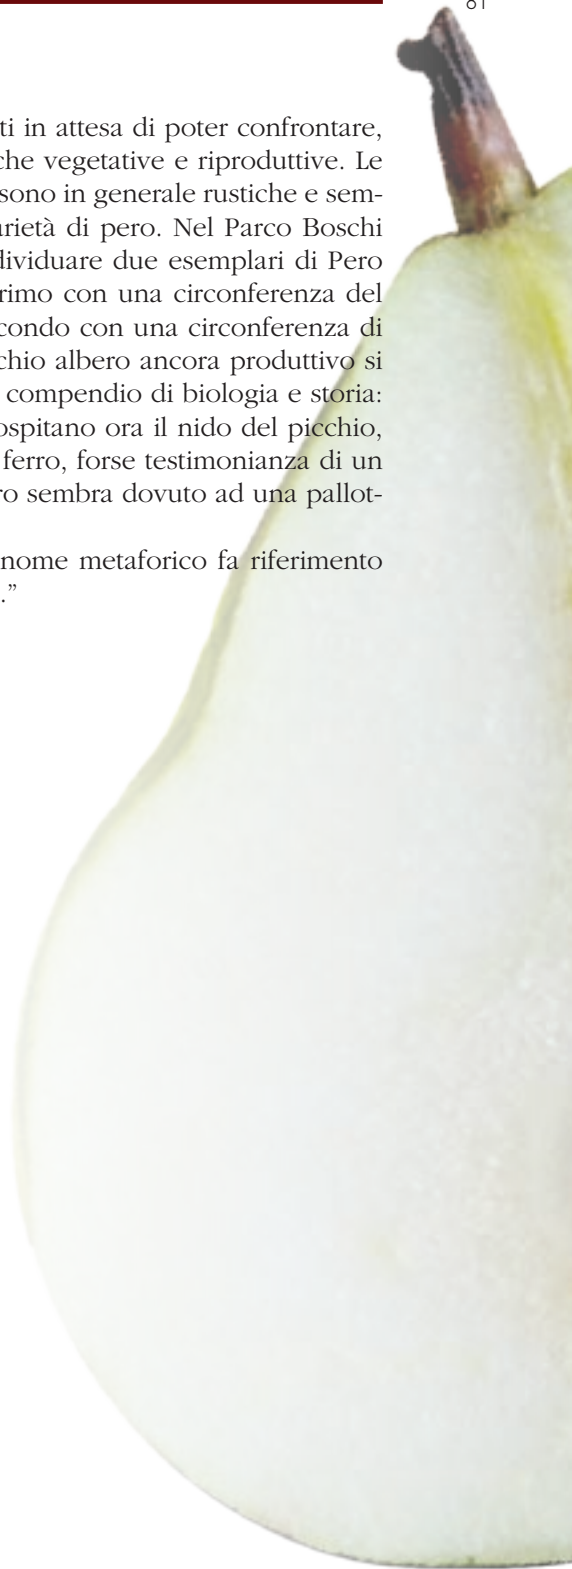 81
ti in attesa di poter confrontare,
che vegetative e riproduttive. Le
sono in generale rustiche e sem-
arietà di pero. Nel Parco Boschi
dividuare due esemplari di Pero
rimo con una circonferenza del
condo con una circonferenza di
chio albero ancora produttivo si
compendio di biologia e storia:
ospitano ora il nido del picchio,
ferro, forse testimonianza di un
ro sembra dovuto ad una pallot-
nome metaforico fa riferimento
.”